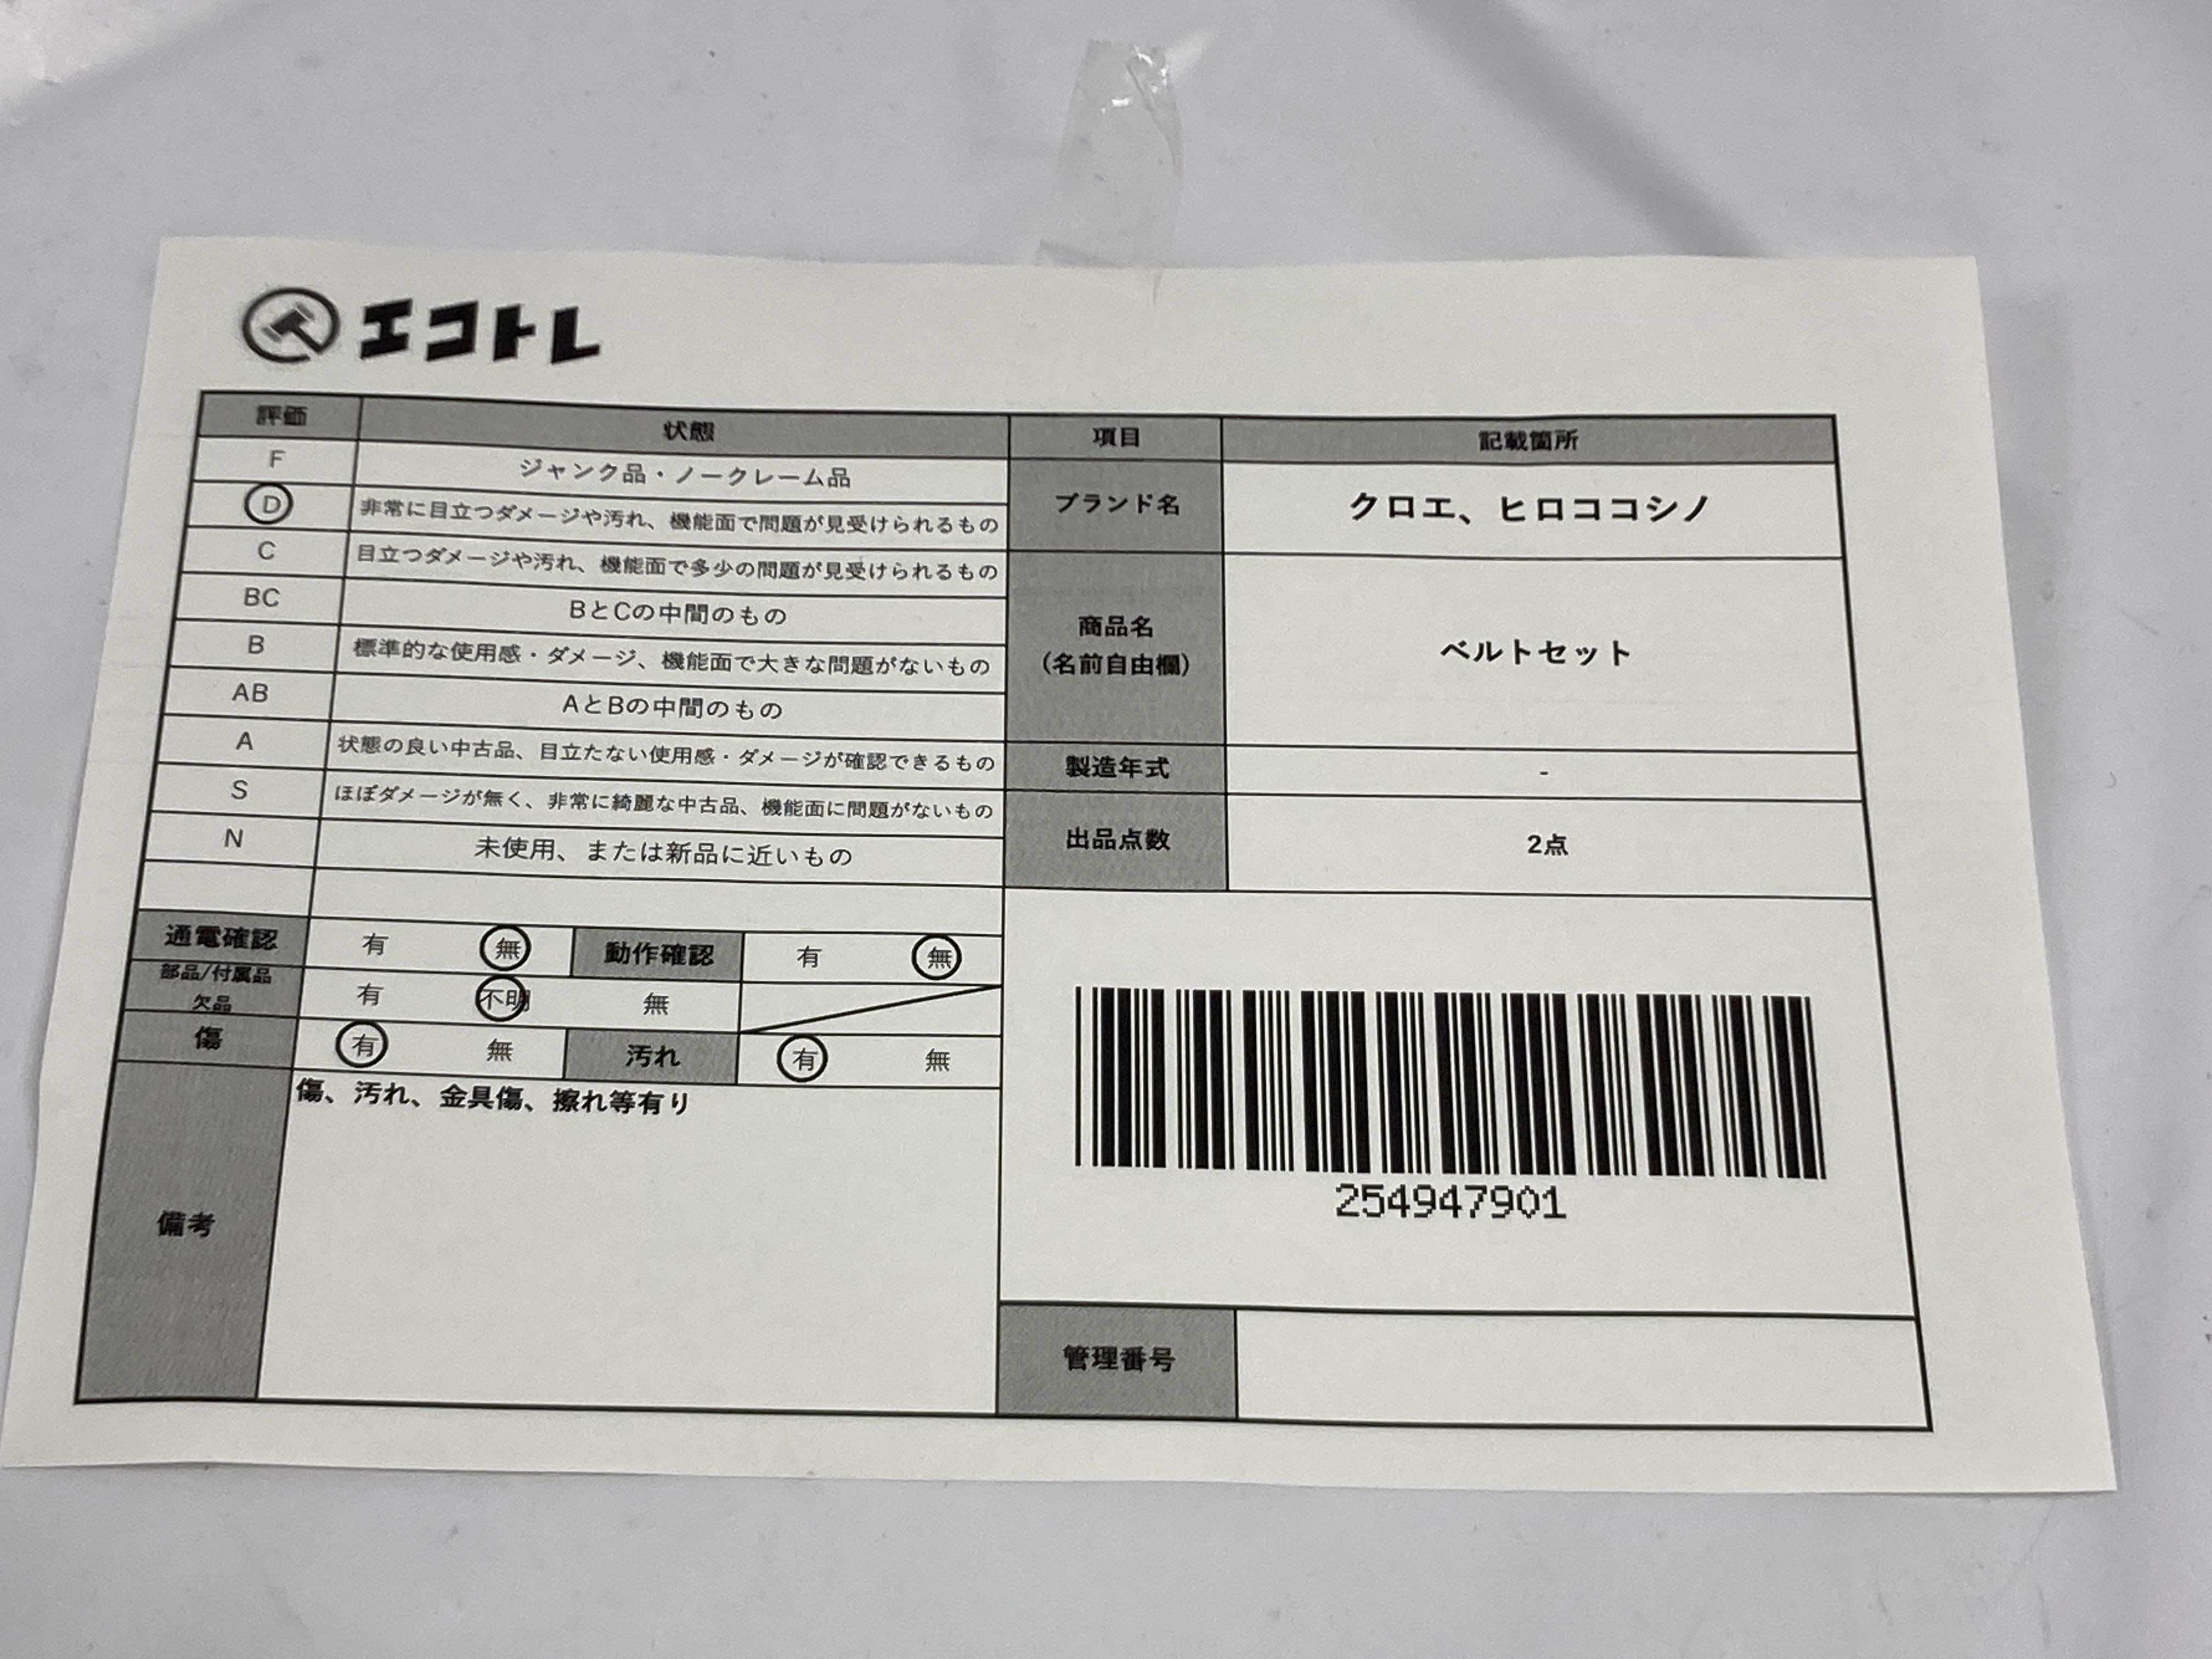 エコトレ
評価 状態 項目 記載箇所
F ジャンク品・ノークレーム品
D 非常に目立つダメージや汚れ、機能面で問題が見受けられるもの
ブランド名 クロエ、ヒロココシノ
C 目立つダメージや汚れ、機能面で多少の問題が見受けられるもの
BC BとCの中間のもの
B 標準的な使用感・ダメージ、機能面で大きな問題がないもの
商品名
(名前自由欄)
ベルトセット
AB AとBの中間のもの
A 状態の良い中古品、目立たない使用感・ダメージが確認できるもの
製造年式 -
S ほぼダメージが無く、非常に綺麗な中古品、機能面に問題がないもの
N 未使用、または新品に近いもの
出品点数 2点
通電確認 有 無 動作確認 有 無
部品/付属品
欠品
有 不明 無
傷 有 無 汚れ 有 無
備考 傷、汚れ、金具傷、擦れ等有り
254947901
管理番号